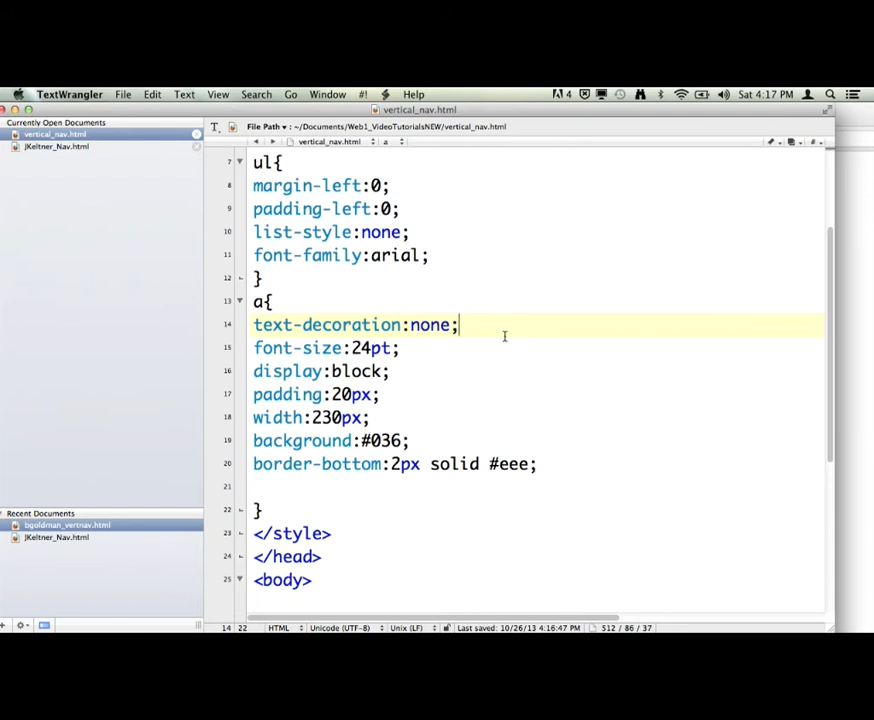 TextWrangler File Edit Text View Search Go Window #! Help 4 Sat 4:17 PM
vertical_nav.html
Currently Open Documents
vertical_nav.html
JKeltner_Nav.html
File Path ▾ : ~/Documents/Web1_VideoTutorialsNEW/vertical_nav.html
vertical_nav.html a
7 ul{
8 margin-left:0;
9 padding-left:0;
10 list-style:none;
11 font-family:arial;
12 }
13 a{
14 text-decoration:none;
15 font-size:24pt;
16 display:block;
17 padding:20px;
18 width:230px;
19 background:#036;
20 border-bottom:2px solid #eee;
21
22 }
23 </style>
24 </head>
25 <body>
Recent Documents
bgoldman_vertnav.html
JKeltner_Nav.html
14 22 HTML Unicode (UTF-8) Unix (LF) Last saved: 10/26/13 4:16:47 PM 512 / 86 / 37